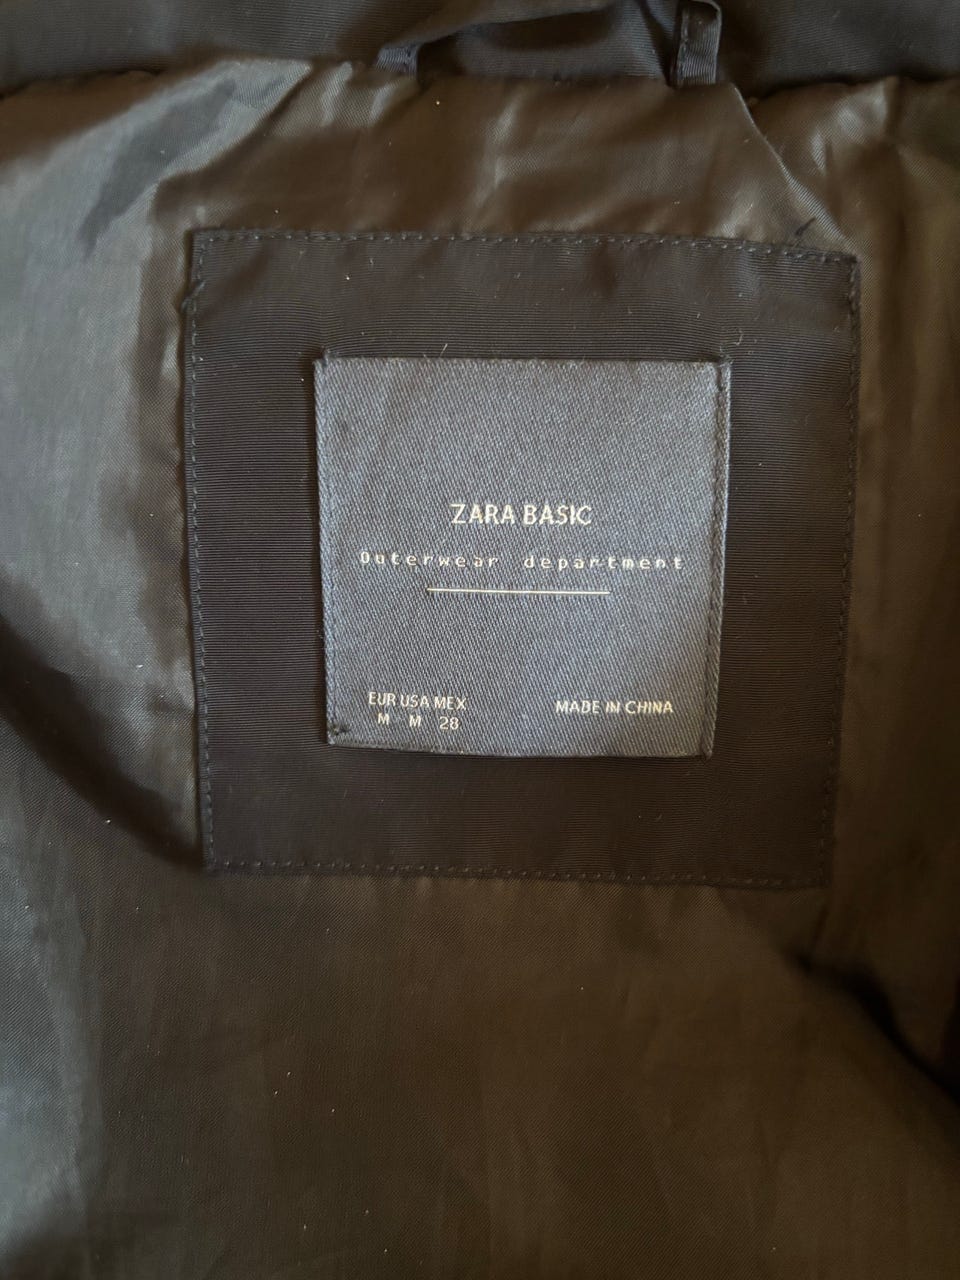 ZARA BASIC
Outerwear department
EUR USA MEX
M M 28
MADE IN CHINA